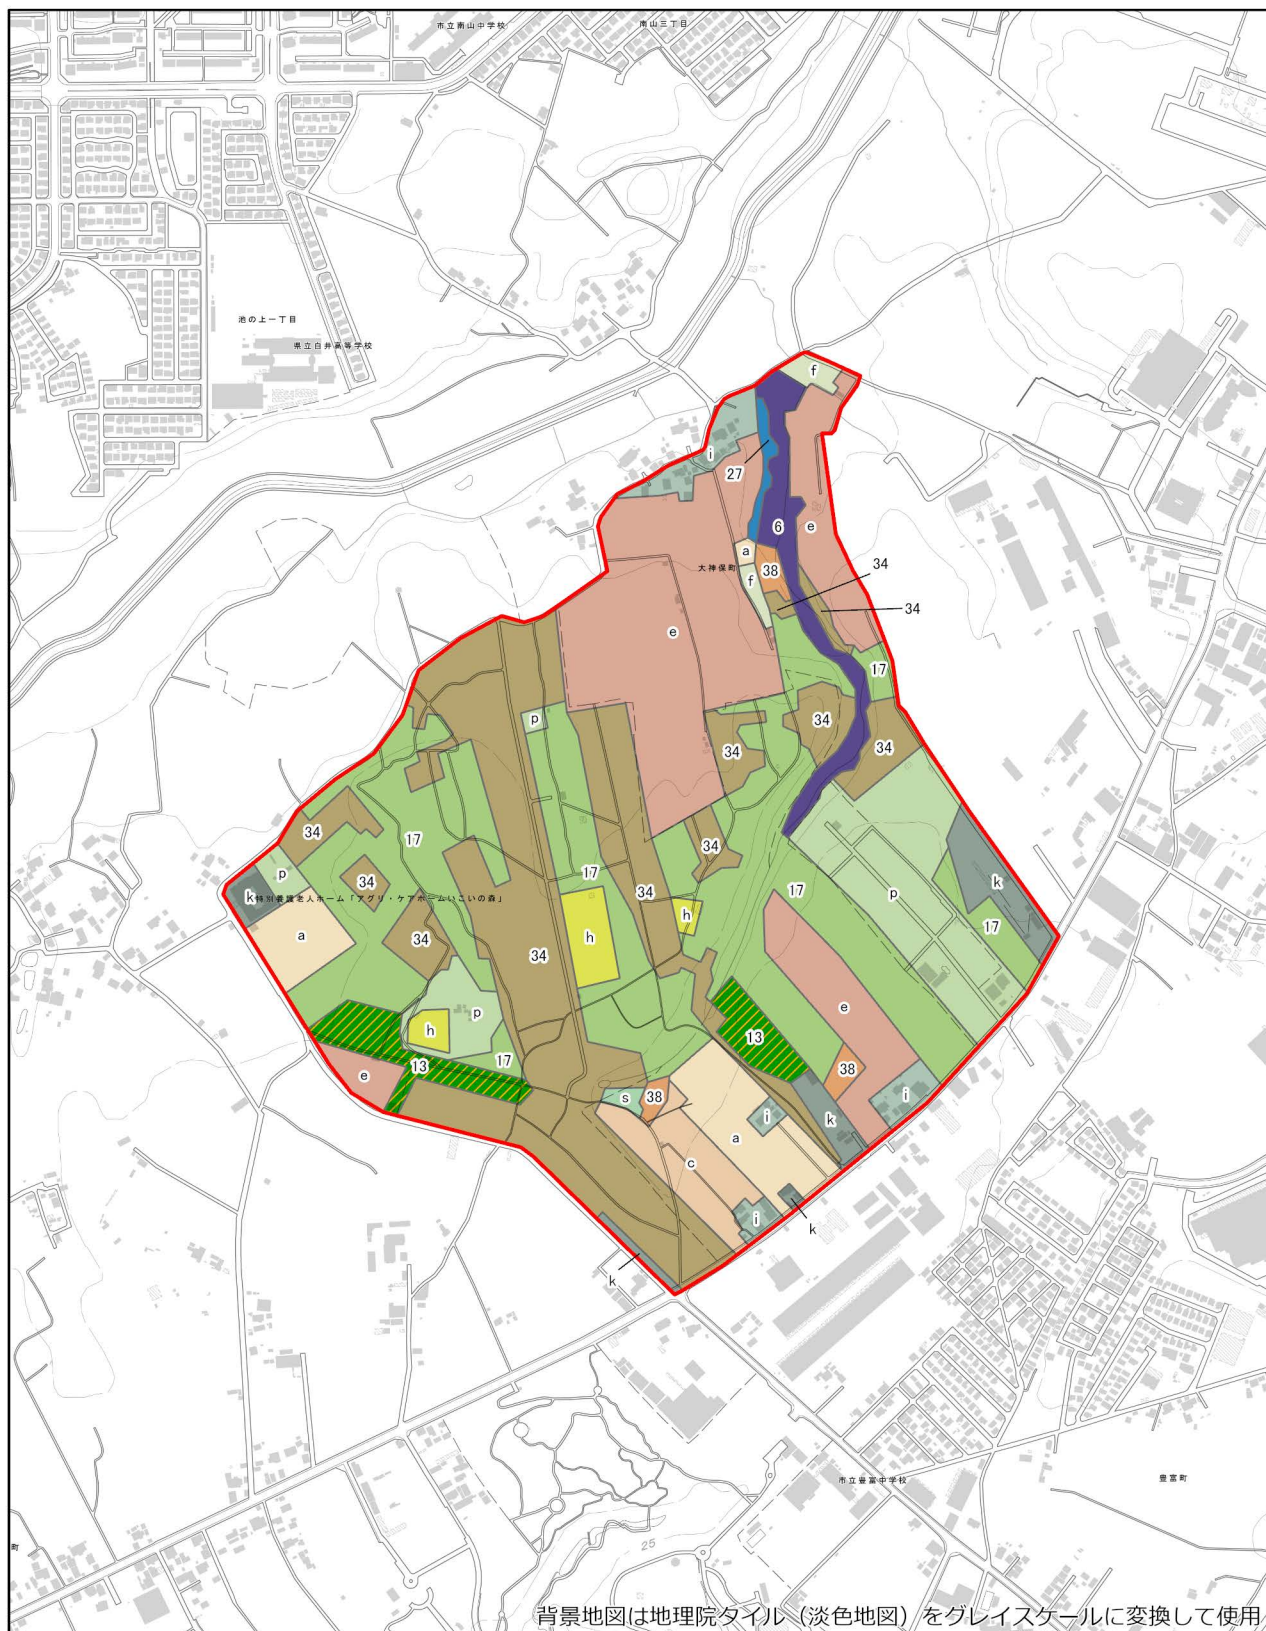 市立南山中学校
南山三丁目
池の上一丁目
県立白井高等学校
f
i
27
6
e
a
大神保町
38
f
34
34
e
17
p
34
34
34
34
17
34
p
k
特別養護老人ホーム「アグリ・ケアホームいこいの森」
34
17
34
17
p
k
h
h
17
a
34
34
p
h
e
13
17
13
e
38
s
38
i
i
k
a
c
i
k
k
市立豊富中学校
豊富町
町
25
背景地図は地理院タイル（淡色地図）をグレイスケールに変換して使用